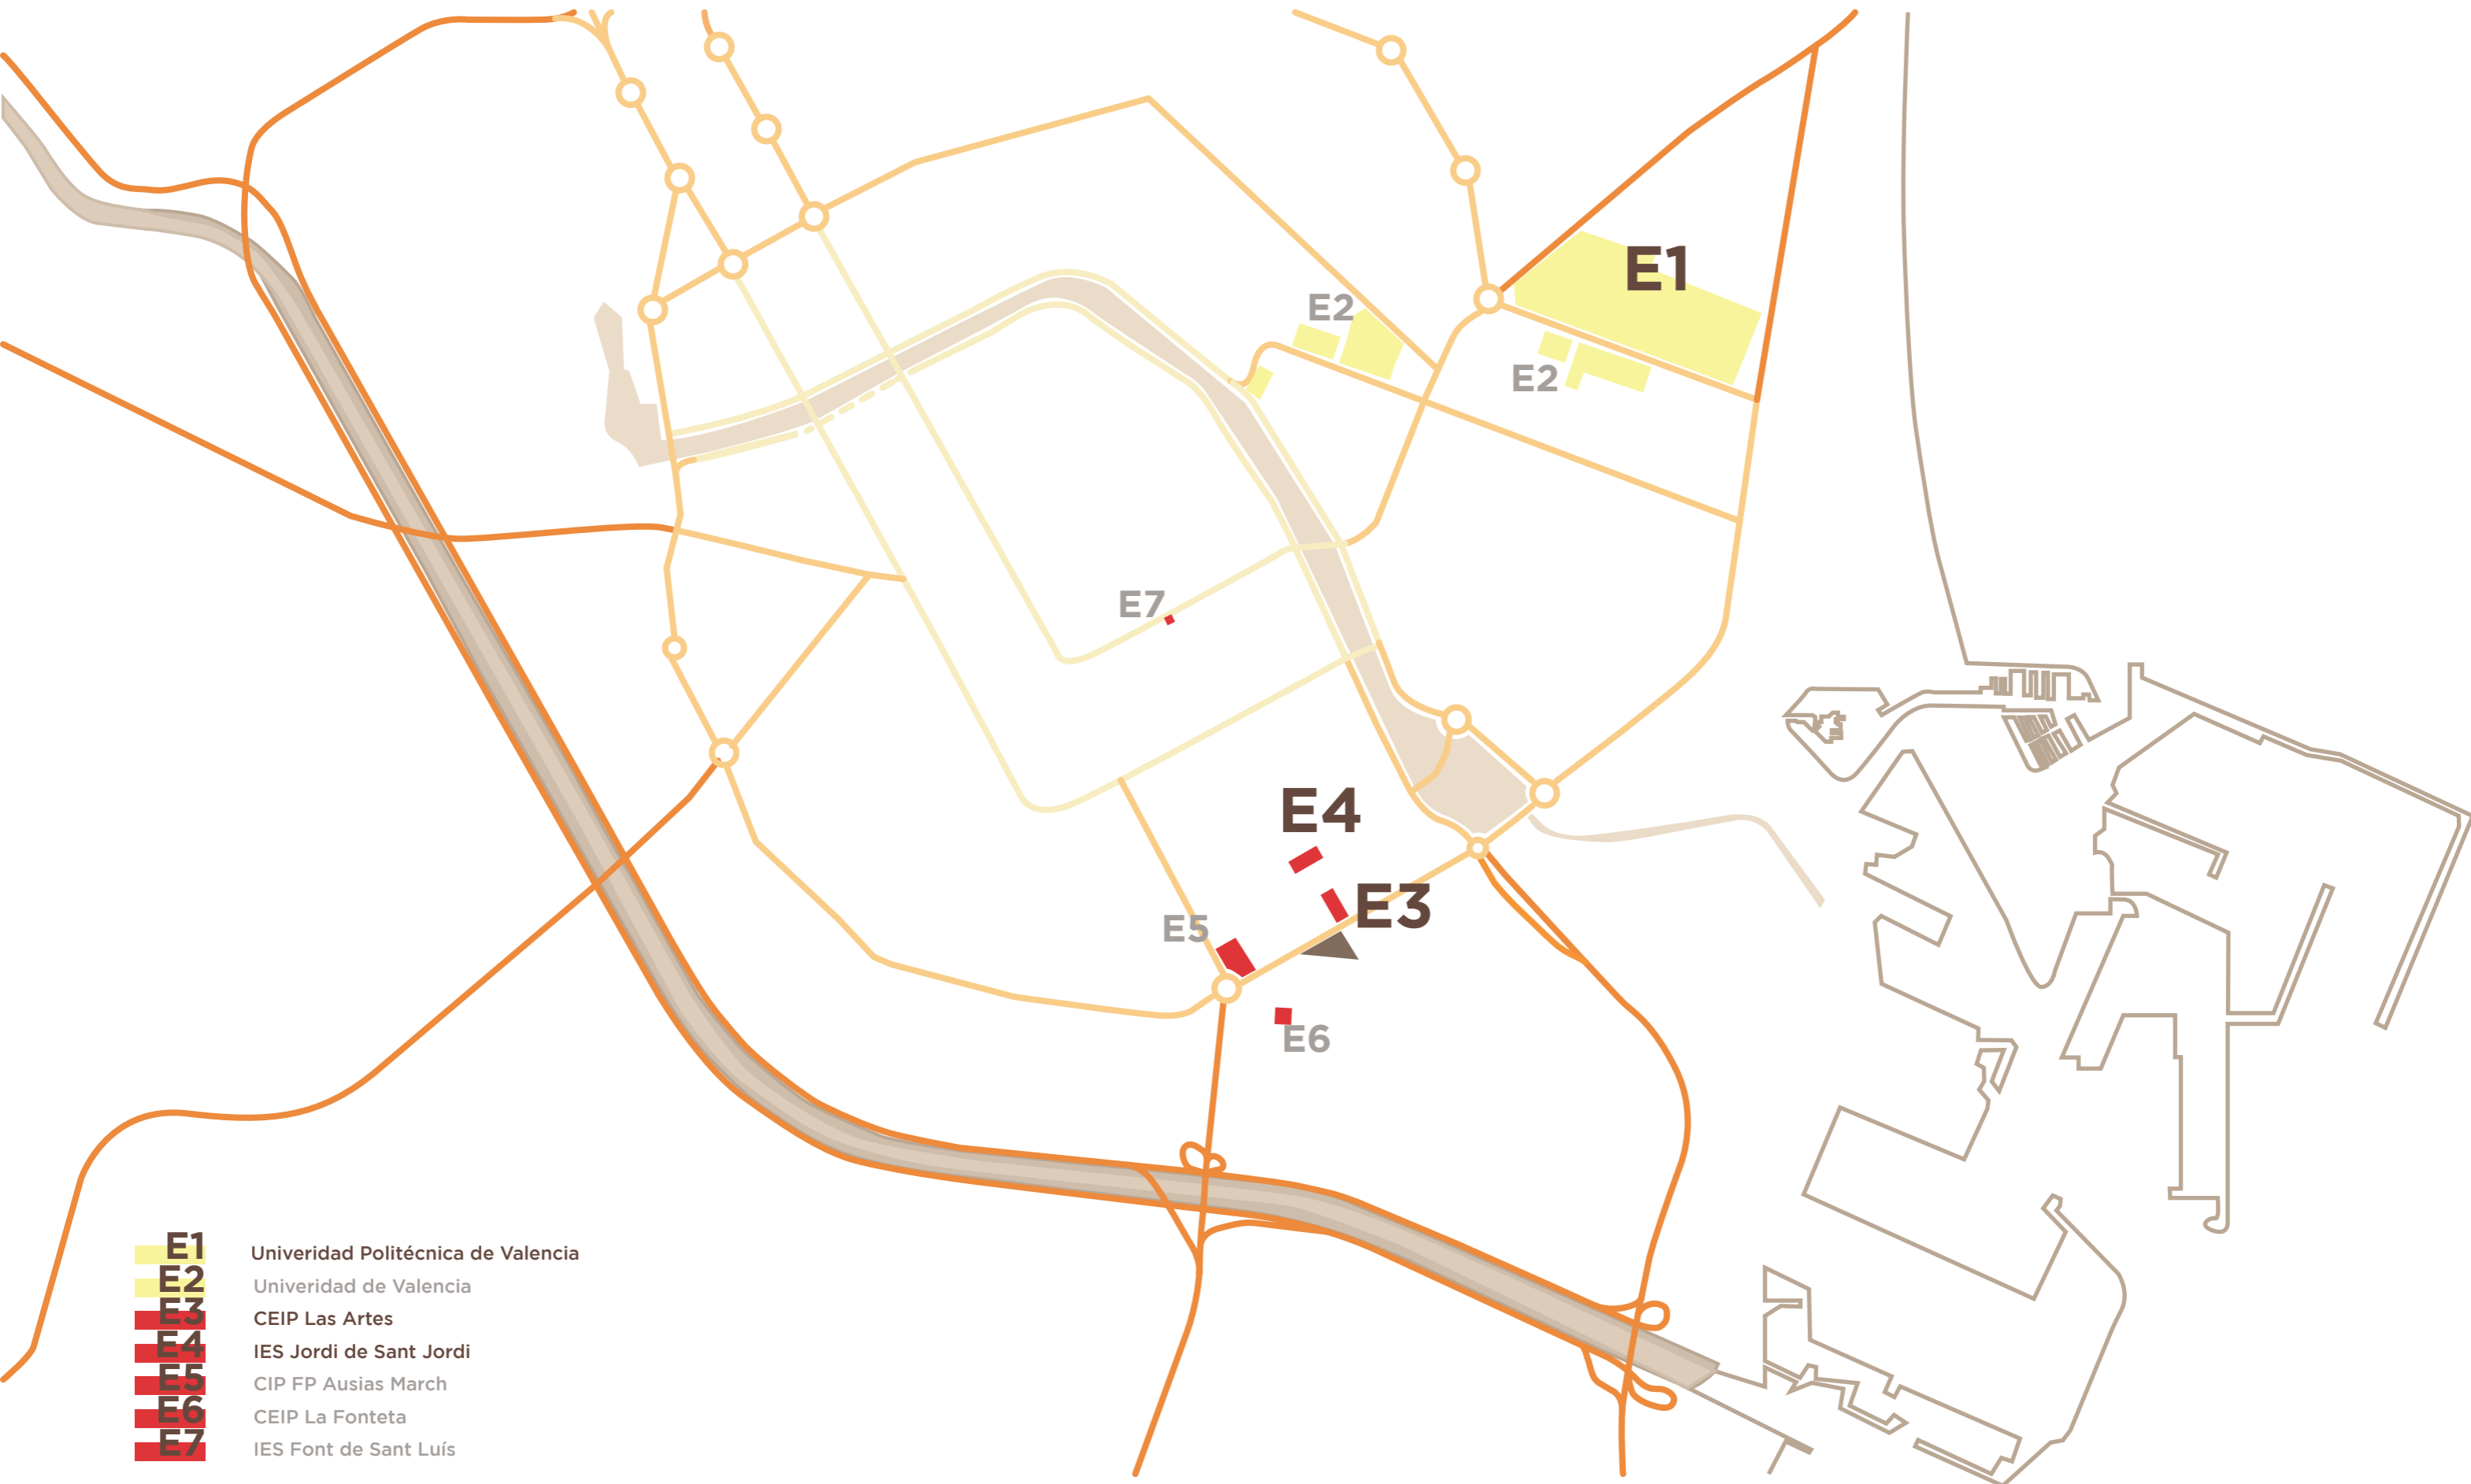 E1
E2
E2
E7
E4
E3
E5
E6
E1 Univeridad Politécnica de Valencia
E2 Univeridad de Valencia
E3 CEIP Las Artes
E4 IES Jordi de Sant Jordi
E5 CIP FP Ausias March
E6 CEIP La Fonteta
E7 IES Font de Sant Luís